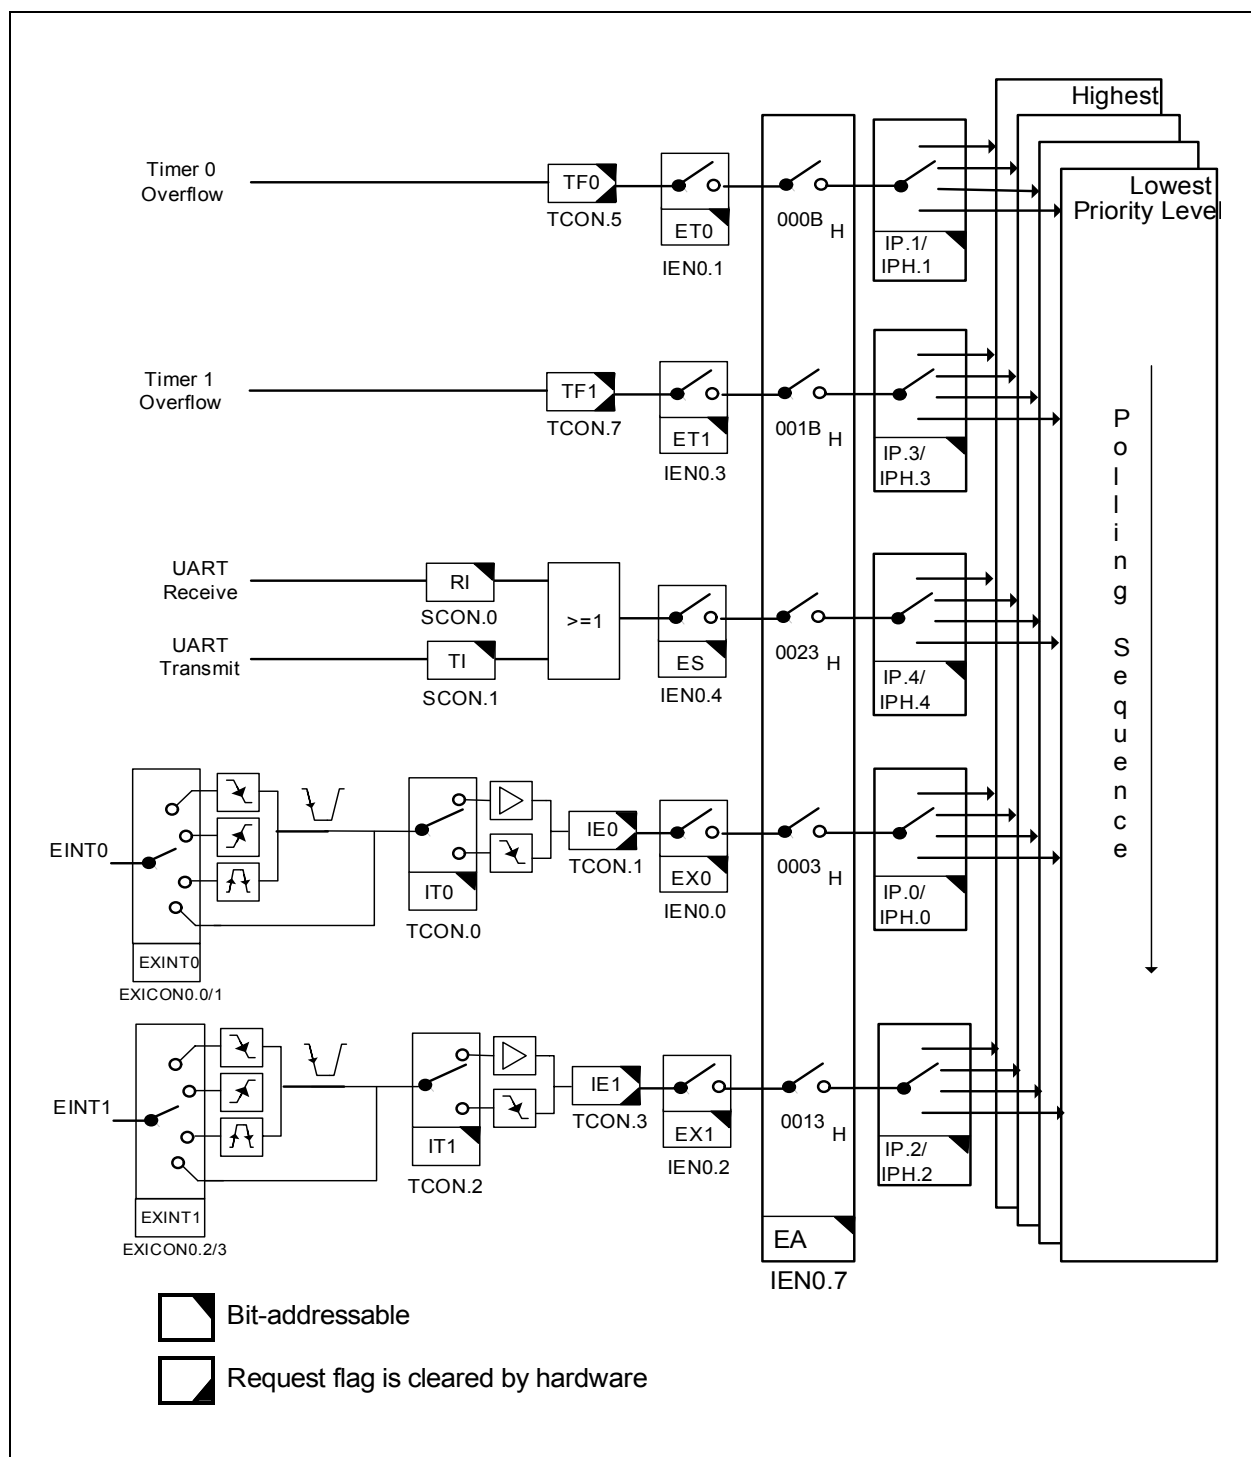 Highest
Lowest
Priority Level
Timer 0
Overflow
TF0
TCON.5
ET0
IEN0.1
000B H
IP.1/
IPH.1
Timer 1
Overflow
TF1
TCON.7
ET1
IEN0.3
001B H
IP.3/
IPH.3
Polling Sequence
UART
Receive
RI
SCON.0
UART
Transmit
TI
SCON.1
>=1
ES
IEN0.4
0023 H
IP.4/
IPH.4
EINT0
EXINT0
EXICON0.0/1
IT0
TCON.0
IE0
TCON.1
EX0
IEN0.0
0003 H
IP.0/
IPH.0
EINT1
EXINT1
EXICON0.2/3
IT1
TCON.2
IE1
TCON.3
EX1
IEN0.2
0013 H
IP.2/
IPH.2
EA
IEN0.7
Bit-addressable
Request flag is cleared by hardware